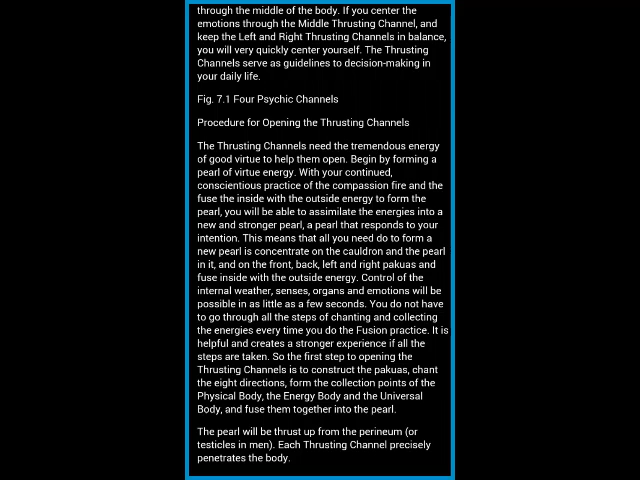 through the middle of the body. If you center the
emotions through the Middle Thrusting Channel, and
keep the Left and Right Thrusting Channels in balance,
you will very quickly center yourself. The Thrusting
Channels serve as guidelines to decision-making in
your daily life.
Fig. 7.1 Four Psychic Channels
Procedure for Opening the Thrusting Channels
The Thrusting Channels need the tremendous energy
of good virtue to help them open. Begin by forming a
pearl of virtue energy. With your continued,
conscientious practice of the compassion fire and the
fuse the inside with the outside energy to form the
pearl, you will be able to assimilate the energies into a
new and stronger pearl, a pearl that responds to your
intention. This means that all you need do to form a
new pearl is concentrate on the cauldron and the pearl
in it, and on the front, back, left and right pakuas and
fuse inside with the outside energy. Control of the
internal weather, senses, organs and emotions will be
possible in as little as a few seconds. You do not have
to go through all the steps of chanting and collecting
the energies every time you do the Fusion practice. It is
helpful and creates a stronger experience if all the
steps are taken. So the first step to opening the
Thrusting Channels is to construct the pakuas, chant
the eight directions, form the collection points of the
Physical Body, the Energy Body and the Universal
Body, and fuse them together into the pearl.
The pearl will be thrust up from the perineum (or
testicles in men). Each Thrusting Channel precisely
penetrates the body.